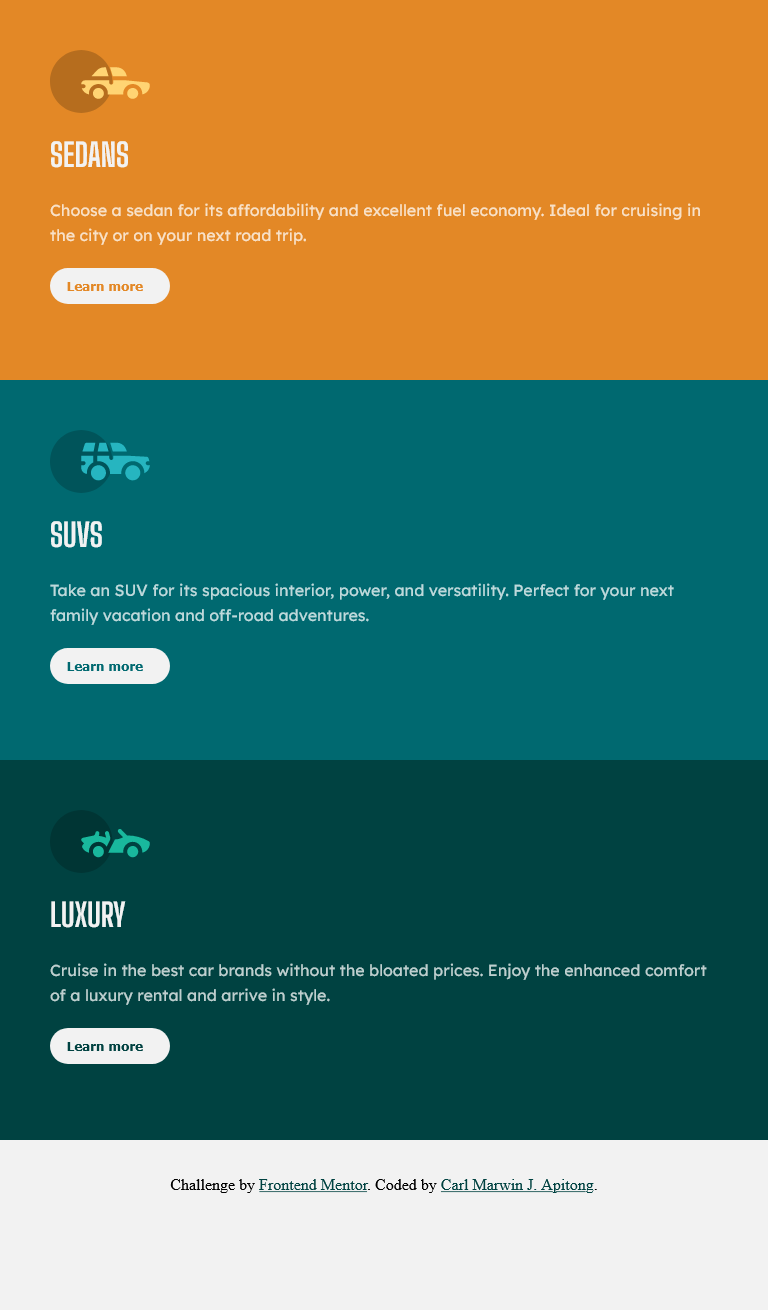 SEDANS
Choose a sedan for its affordability and excellent fuel economy. Ideal for cruising in
the city or on your next road trip.
Learn more
SUVS
Take an SUV for its spacious interior, power, and versatility. Perfect for your next
family vacation and off-road adventures.
Learn more
LUXURY
Cruise in the best car brands without the bloated prices. Enjoy the enhanced comfort
of a luxury rental and arrive in style.
Learn more
Challenge by Frontend Mentor. Coded by Carl Marwin J. Apitong.